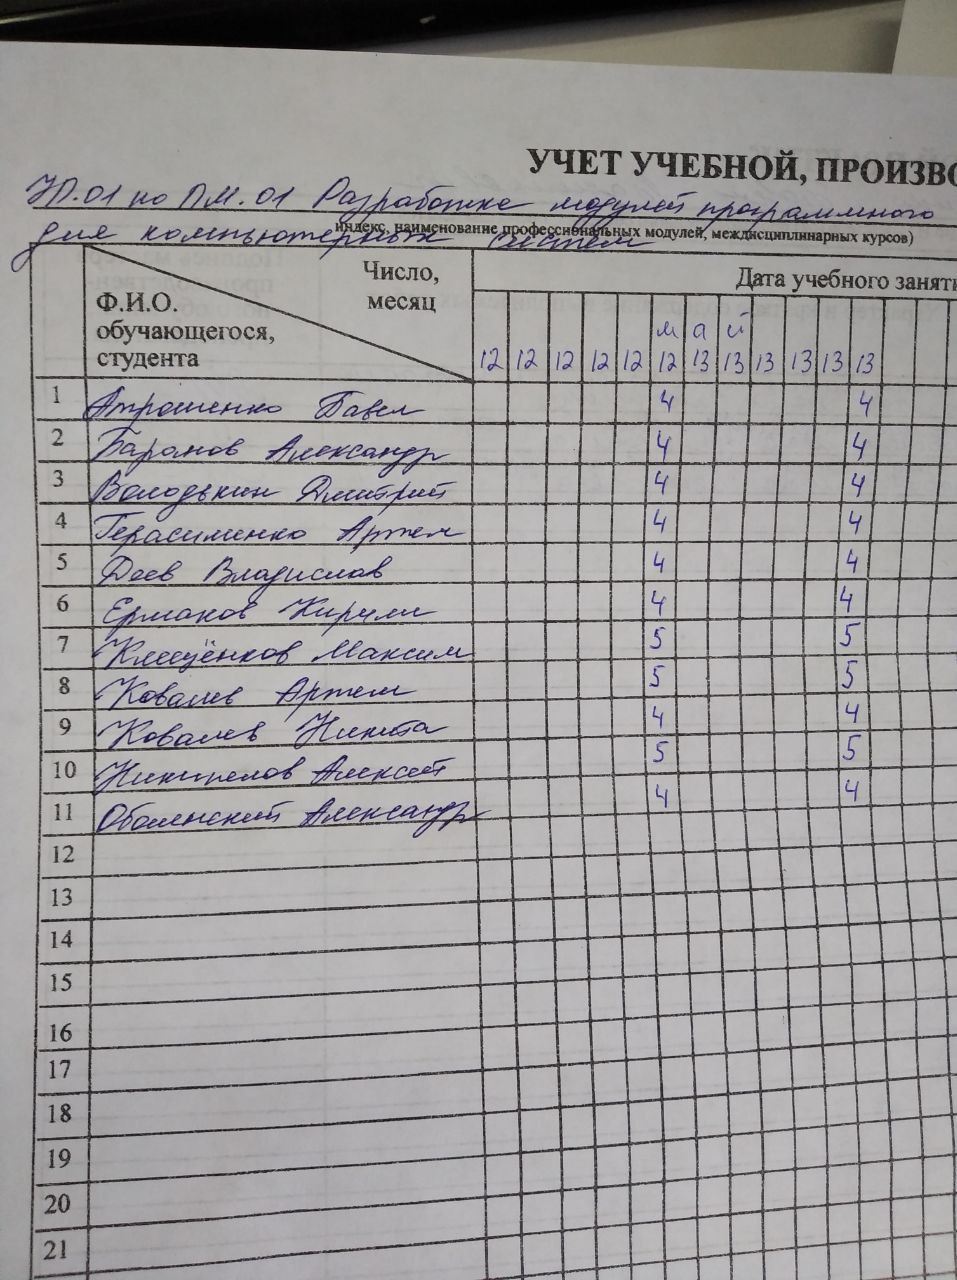 УЧЕТ УЧЕБНОЙ, ПРОИЗВО
УП.01 по ПМ.01 Разработке модулей программного
для компьютерных систем
индекс, наименование профессиональных модулей, междисциплинарных курсов)
Число, месяц
Ф.И.О. обучающегося, студента
Дата учебного занят
май
12 12 12 12 12 12 13 13 13 13 13 13
1 Атрошенко Павел 4 4
2 Баранов Александр 4 4
3 Володькин Дмитрий 4 4
4 Герасименко Артем 4 4
5 Деев Владислав 4 4
6 Ермаков Кирилл 4 4
7 Клещёнков Максим 5 5
8 Ковалев Артем 5 5
9 Ковалев Никита 4 4
10 Никителов Алексей 5 5
11 Оболенский Александр 4 4
12
13
14
15
16
17
18
19
20
21